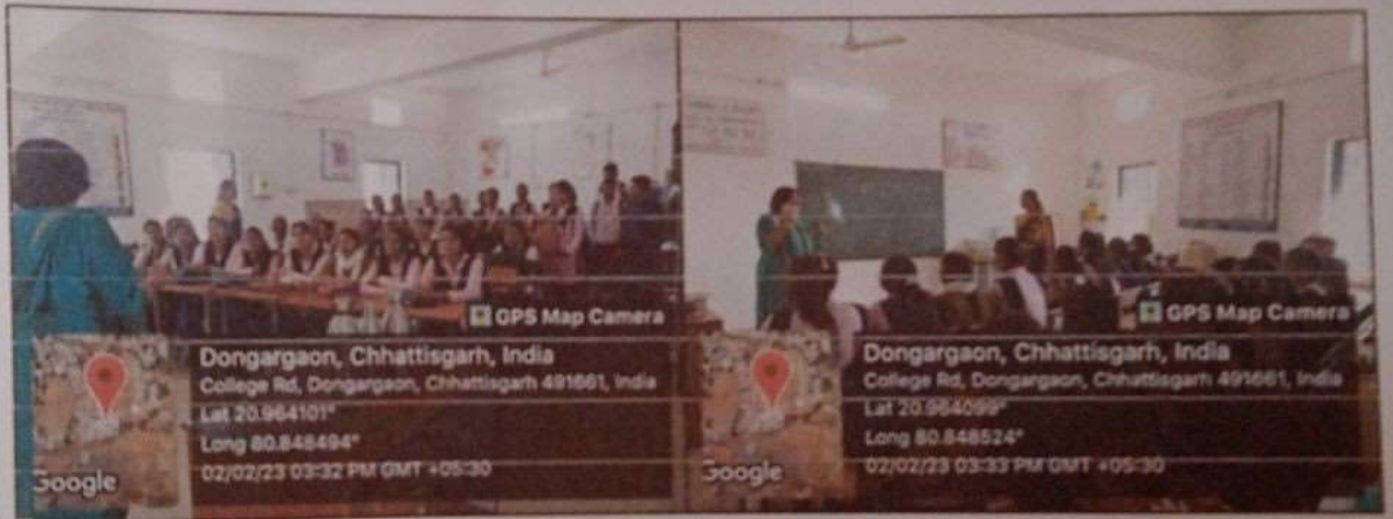 GPS Map Camera
Dongargaon, Chhattisgarh, India
College Rd, Dongargaon, Chhattisgarh 491661, India
Lat 20.964101°
Long 80.848494°
02/02/23 03:32 PM GMT +05:30
Google
GPS Map Camera
Dongargaon, Chhattisgarh, India
College Rd, Dongargaon, Chhattisgarh 491661, India
Lat 20.964099°
Long 80.848524°
02/02/23 03:33 PM GMT +05:30
Google